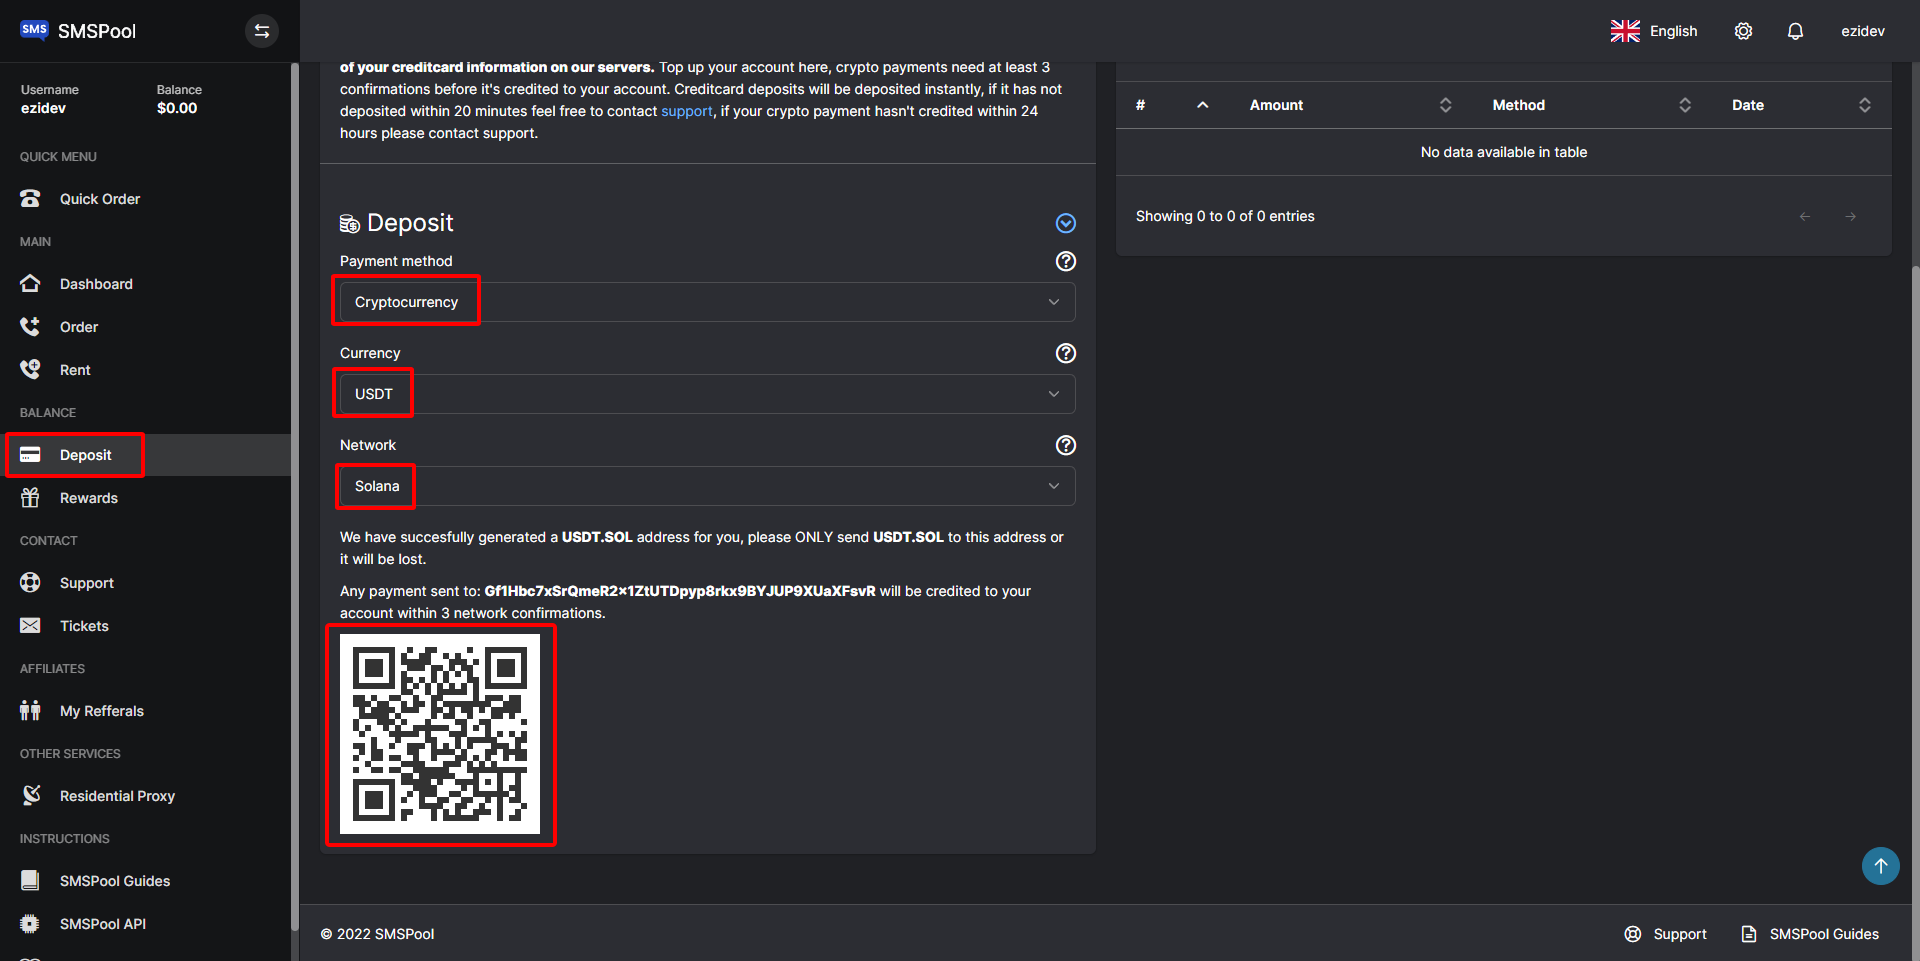 SMS SMSPool
English
ezidev
Username
ezidev
Balance
$0.00
QUICK MENU
Quick Order
MAIN
Dashboard
Order
Rent
BALANCE
Deposit
Rewards
CONTACT
Support
Tickets
AFFILIATES
My Refferals
OTHER SERVICES
Residential Proxy
INSTRUCTIONS
SMSPool Guides
SMSPool API
of your creditcard information on our servers. Top up your account here, crypto payments need at least 3
confirmations before it's credited to your account. Creditcard deposits will be deposited instantly, if it has not
deposited within 20 minutes feel free to contact support, if your crypto payment hasn't credited within 24
hours please contact support.
Deposit
Payment method
Cryptocurrency
Currency
USDT
Network
Solana
We have succesfully generated a USDT.SOL address for you, please ONLY send USDT.SOL to this address or
it will be lost.
Any payment sent to: Gf1Hbc7xSrQmeR2x1ZtUTDpyp8rkx9BYJUP9XUaXFsvR will be credited to your
account within 3 network confirmations.
# Amount Method Date
No data available in table
Showing 0 to 0 of 0 entries
© 2022 SMSPool
Support
SMSPool Guides